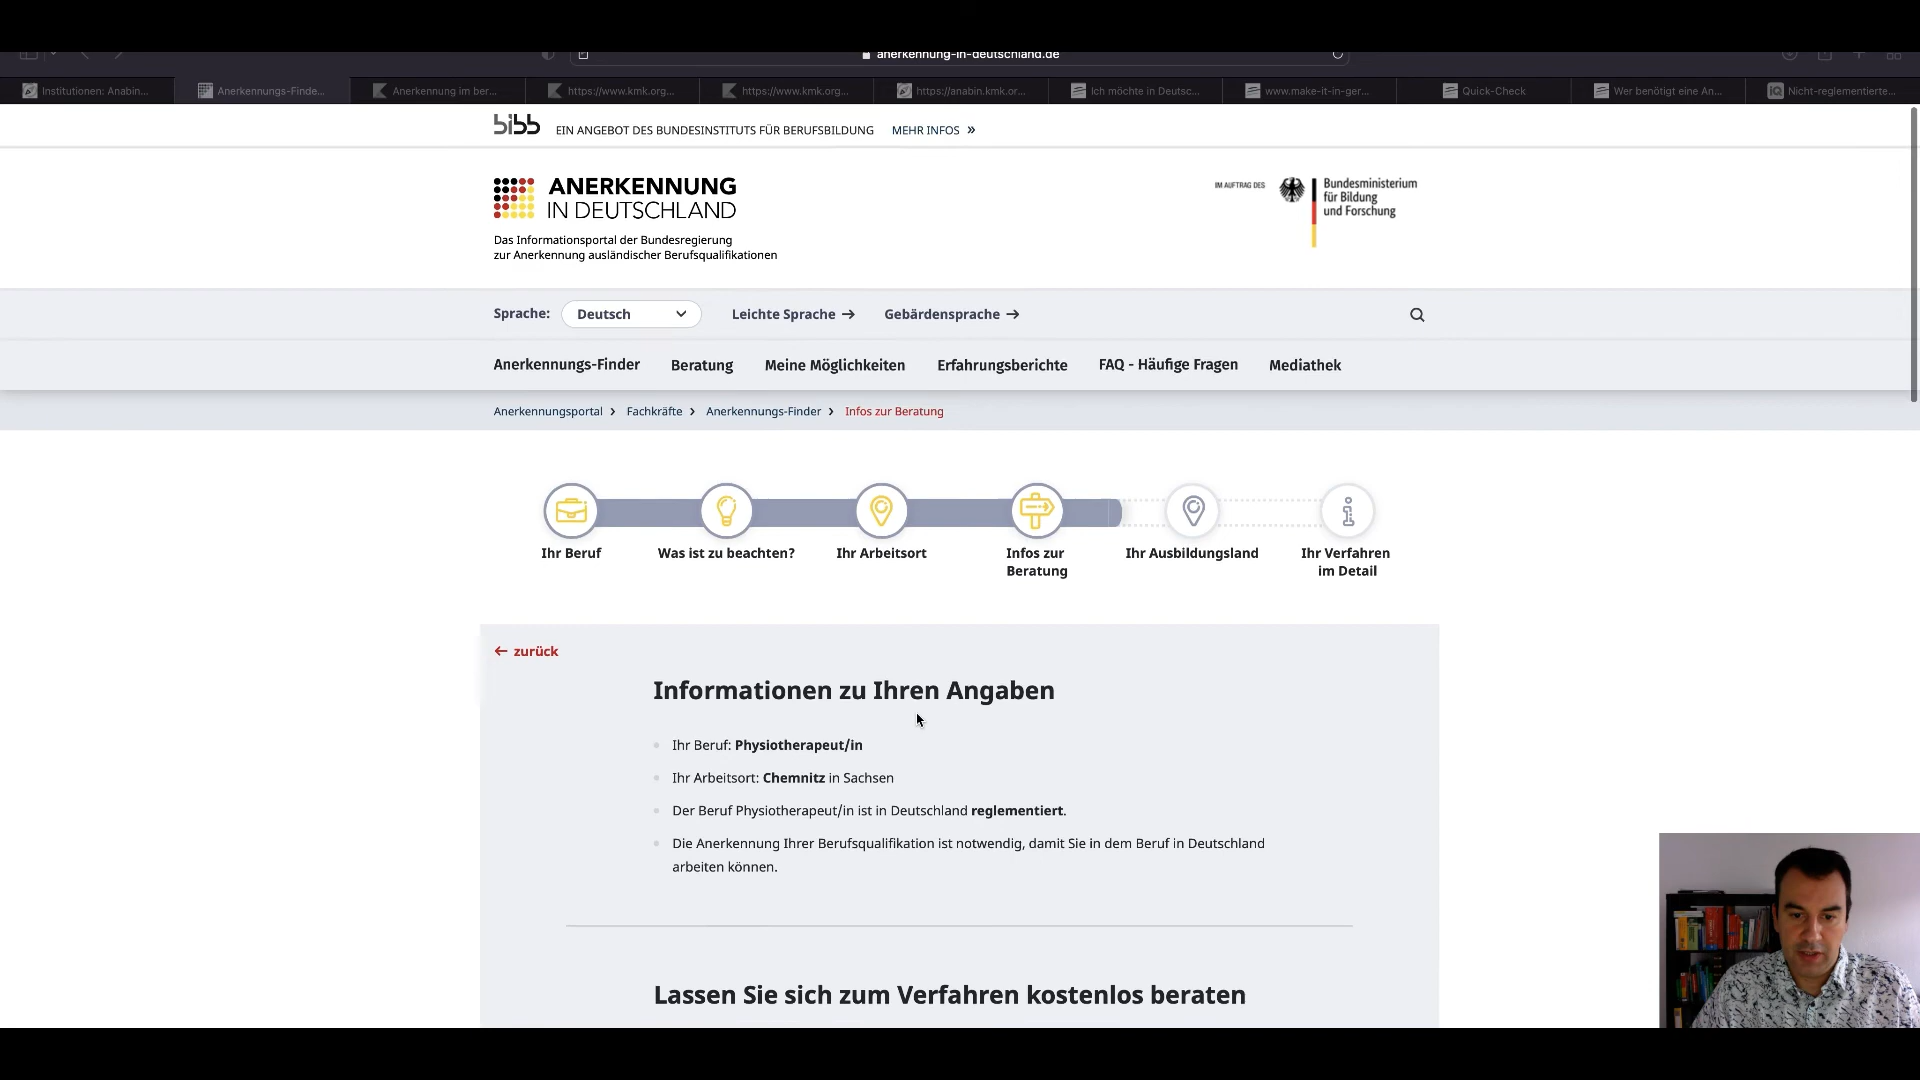 anerkennung-in-deutschland.de
Institutionen: Anabin...
Anerkennungs-Finde...
Anerkennung im ber...
https://www.kmk.org...
https://www.kmk.org...
https://anabin.kmk.or...
Ich möchte in Deutsc...
www.make-it-in-ger...
Quick-Check
Wer benötigt eine An...
Nicht-reglementierte...
bibb EIN ANGEBOT DES BUNDESINSTITUTS FÜR BERUFSBILDUNG MEHR INFOS »
ANERKENNUNG
IN DEUTSCHLAND
Das Informationsportal der Bundesregierung
zur Anerkennung ausländischer Berufsqualifikationen
IM AUFTRAG DES
Bundesministerium
für Bildung
und Forschung
Sprache: Deutsch Leichte Sprache → Gebärdensprache →
Anerkennungs-Finder Beratung Meine Möglichkeiten Erfahrungsberichte FAQ - Häufige Fragen Mediathek
Anerkennungsportal > Fachkräfte > Anerkennungs-Finder > Infos zur Beratung
Ihr Beruf
Was ist zu beachten?
Ihr Arbeitsort
Infos zur
Beratung
Ihr Ausbildungsland
Ihr Verfahren
im Detail
← zurück
Informationen zu Ihren Angaben
Ihr Beruf: Physiotherapeut/in
Ihr Arbeitsort: Chemnitz in Sachsen
Der Beruf Physiotherapeut/in ist in Deutschland reglementiert.
Die Anerkennung Ihrer Berufsqualifikation ist notwendig, damit Sie in dem Beruf in Deutschland
arbeiten können.
Lassen Sie sich zum Verfahren kostenlos beraten